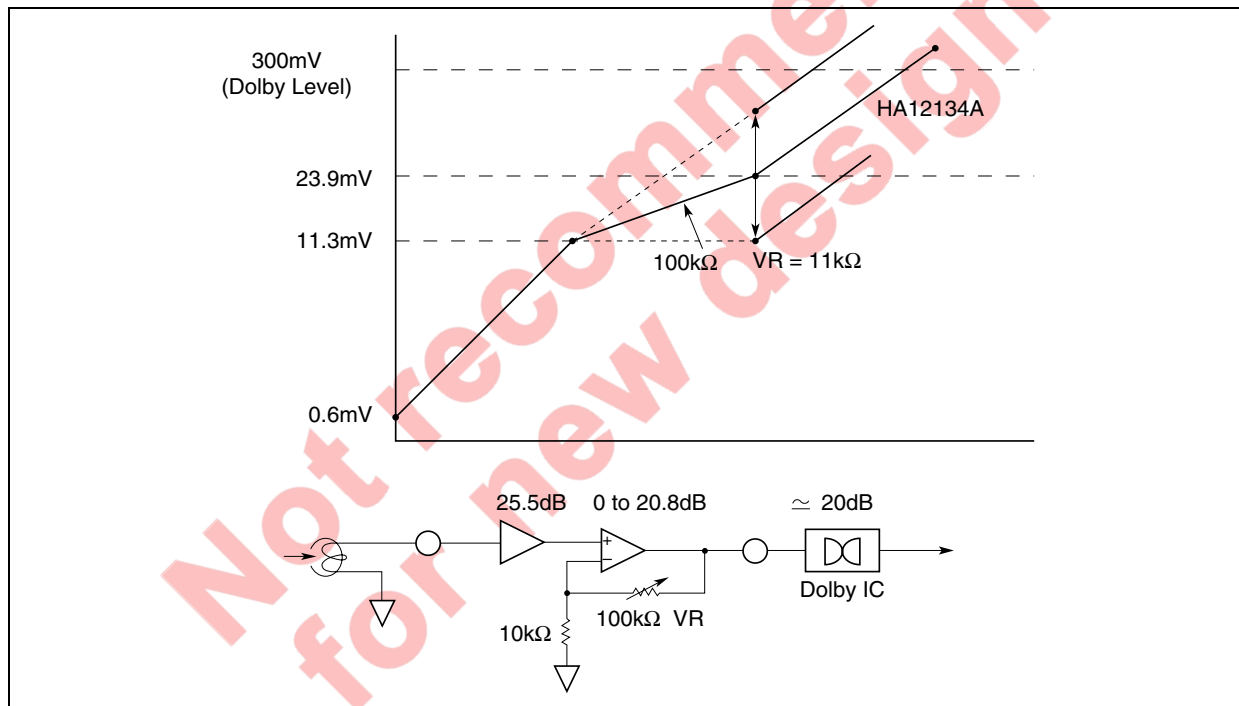 300mV
(Dolby Level)
HA12134A
23.9mV
11.3mV
100kΩ
VR = 11kΩ
0.6mV
25.5dB
0 to 20.8dB
≃ 20dB
+
−
Dolby IC
100kΩ VR
10kΩ
Not recomme
for new design